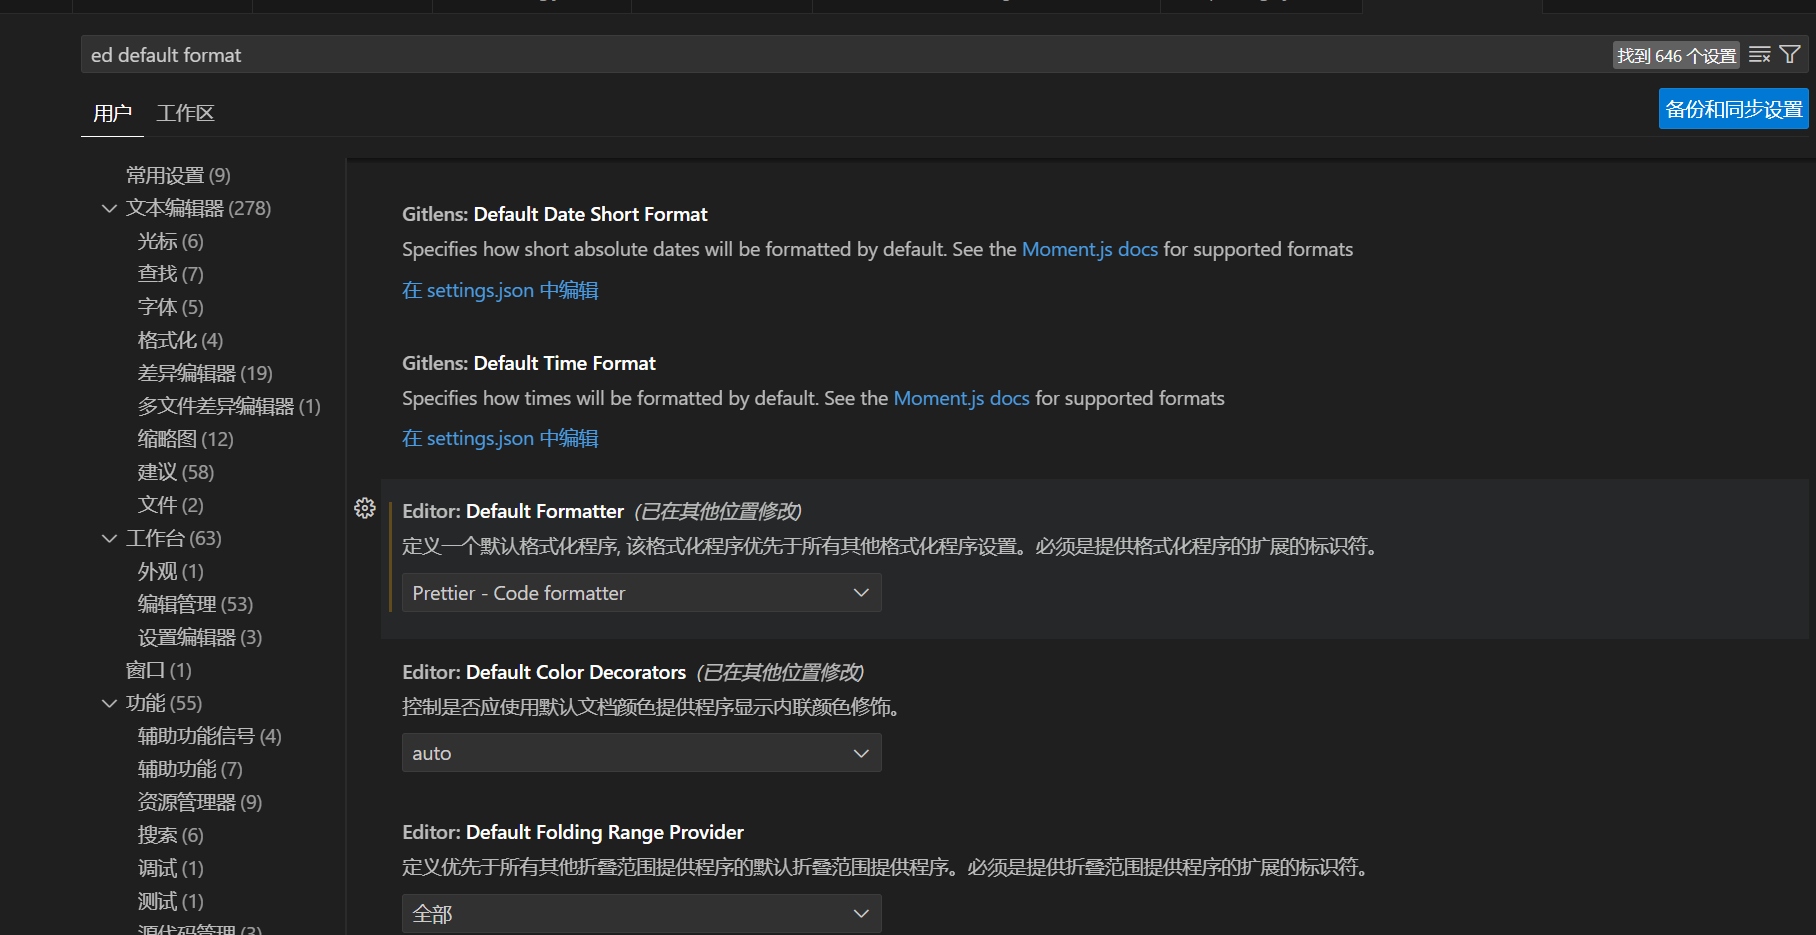 ed default format
找到 646 个设置
用户
工作区
备份和同步设置
常用设置 (9)
文本编辑器 (278)
光标 (6)
查找 (7)
字体 (5)
格式化 (4)
差异编辑器 (19)
多文件差异编辑器 (1)
缩略图 (12)
建议 (58)
文件 (2)
工作台 (63)
外观 (1)
编辑管理 (53)
设置编辑器 (3)
窗口 (1)
功能 (55)
辅助功能信号 (4)
辅助功能 (7)
资源管理器 (9)
搜索 (6)
调试 (1)
测试 (1)
源代码管理 (3)
Gitlens: Default Date Short Format
Specifies how short absolute dates will be formatted by default. See the Moment.js docs for supported formats
在 settings.json 中编辑
Gitlens: Default Time Format
Specifies how times will be formatted by default. See the Moment.js docs for supported formats
在 settings.json 中编辑
Editor: Default Formatter (已在其他位置修改)
定义一个默认格式化程序, 该格式化程序优先于所有其他格式化程序设置。必须是提供格式化程序的扩展的标识符。
Prettier - Code formatter
Editor: Default Color Decorators (已在其他位置修改)
控制是否应使用默认文档颜色提供程序显示内联颜色修饰。
auto
Editor: Default Folding Range Provider
定义优先于所有其他折叠范围提供程序的默认折叠范围提供程序。必须是提供折叠范围提供程序的扩展的标识符。
全部